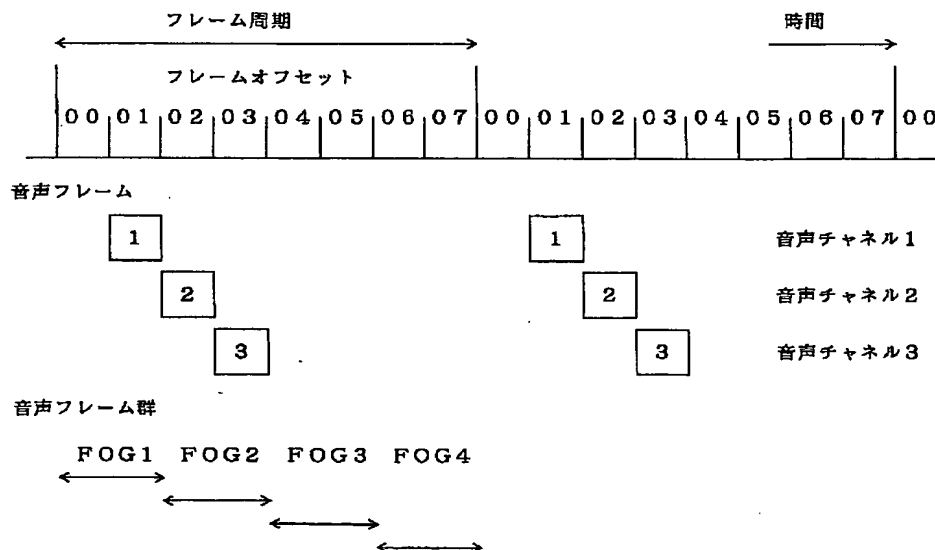 フレーム周期 時間
フレームオフセット
00 01 02 03 04 05 06 07 00 01 02 03 04 05 06 07 00
音声フレーム
1 1 音声チャネル1
2 2 音声チャネル2
3 3 音声チャネル3
音声フレーム群
FOG1 FOG2 FOG3 FOG4